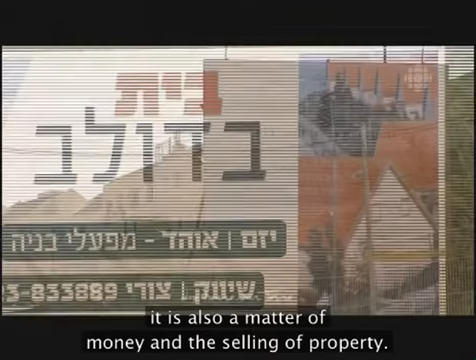 בית
בדולב
יזם | אוהד - מפעלי בניה
שיווק | צורי 3-833889
it is also a matter of
money and the selling of property.